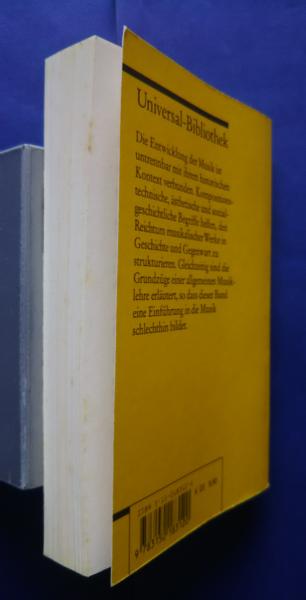 Universal-Bibliothek
Die Entwicklung der Musik ist
untrennbar mit ihrem historischen
Kontext verbunden. Kompositions-
technische, ästhetische und sozial-
geschichtliche Begriffe helfen, den
Reichtum musikalischer Werke in
Geschichte und Gegenwart zu
strukturieren. Gleichzeitig sind die
Grundzüge einer allgemeinen Musik-
lehre erläutert, so dass dieser Band
eine Einführung in die Musik
schlechthin bildet.
ISBN